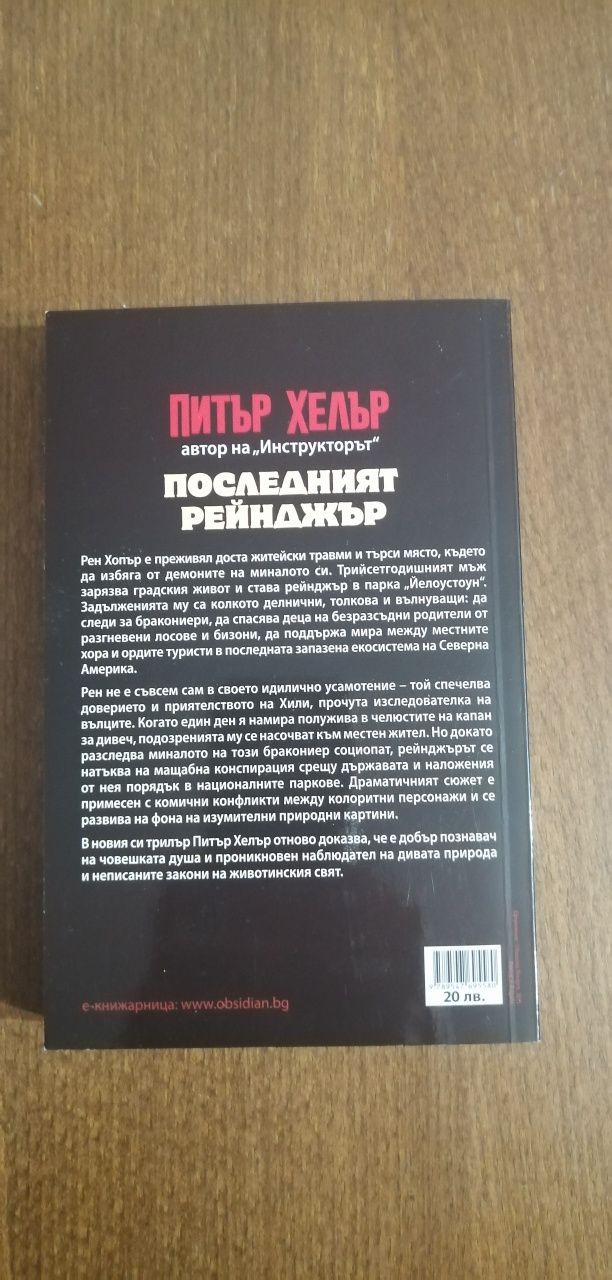 ПИТЪР ХЕЛЪР
автор на „Инструкторът“
ПОСЛЕДНИЯТ
РЕЙНДЖЪР
Рен Хопър е преживял доста житейски травми и търси място, където
да избяга от демоните на миналото си. Трийсетгодишният мъж
зарязва градския живот и става рейнджър в парка „Йелоустоун“.
Задълженията му са колкото делнични, толкова и вълнуващи: да
следи за бракониери, да спасява деца на безразсъдни родители от
разгневени лосове и бизони, да поддържа мира между местните
хора и ордите туристи в последната запазена екосистема на Северна
Америка.
Рен не е съвсем сам в своето идилично усамотение – той спечелва
доверието и приятелството на Хили, прочута изследователка на
вълците. Когато един ден я намира полужива в челюстите на капан
за дивеч, подозренията му се насочват към местен жител. Но докато
разследва миналото на този бракониер социопат, рейнджърът се
натъква на мащабна конспирация срещу държавата и наложения
от нея порядък в националните паркове. Драматичният сюжет е
примесен с комични конфликти между колоритни персонажи и се
развива на фона на изумителни природни картини.
В новия си трилър Питър Хелър отново доказва, че е добър познавач
на човешката душа и проникновен наблюдател на дивата природа
и неписаните закони на животинския свят.
9 789547 695580
20 лв.
е-книжарница: www.obsidian.bg